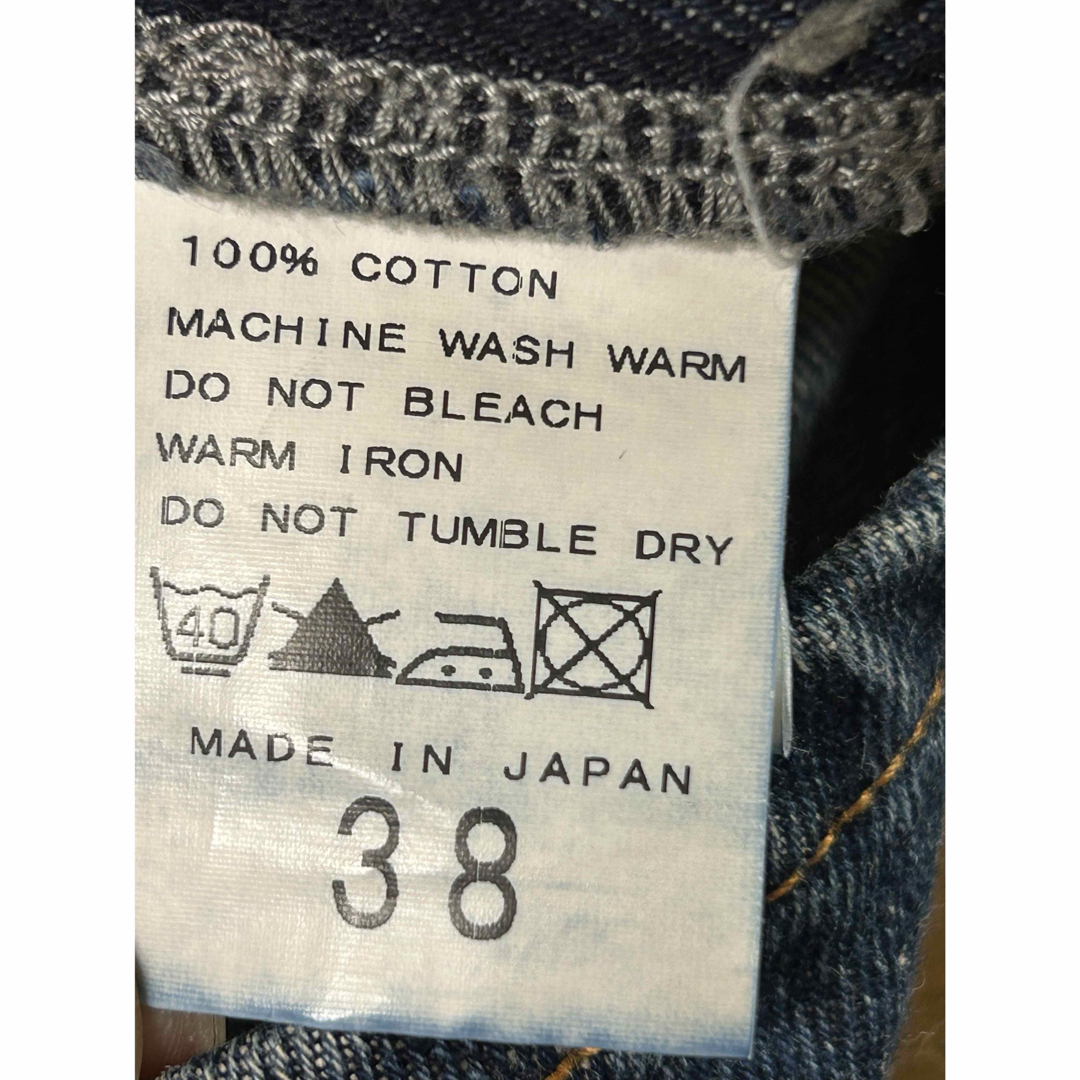 100% COTTON
MACHINE WASH WARM
DO NOT BLEACH
WARM IRON
DO NOT TUMBLE DRY
40
MADE IN JAPAN
38